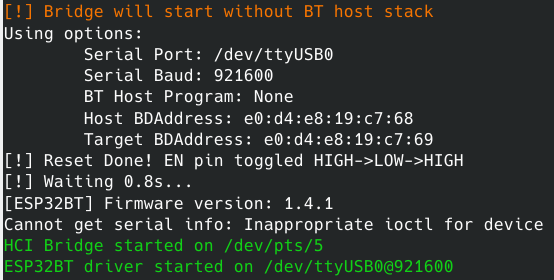 [!] Bridge will start without BT host stack
Using options:
Serial Port: /dev/ttyUSB0
Serial Baud: 921600
BT Host Program: None
Host BDAddress: e0:d4:e8:19:c7:68
Target BDAddress: e0:d4:e8:19:c7:69
[!] Reset Done! EN pin toggled HIGH->LOW->HIGH
[!] Waiting 0.8s...
[ESP32BT] Firmware version: 1.4.1
Cannot get serial info: Inappropriate ioctl for device
HCI Bridge started on /dev/pts/5
ESP32BT driver started on /dev/ttyUSB0@921600